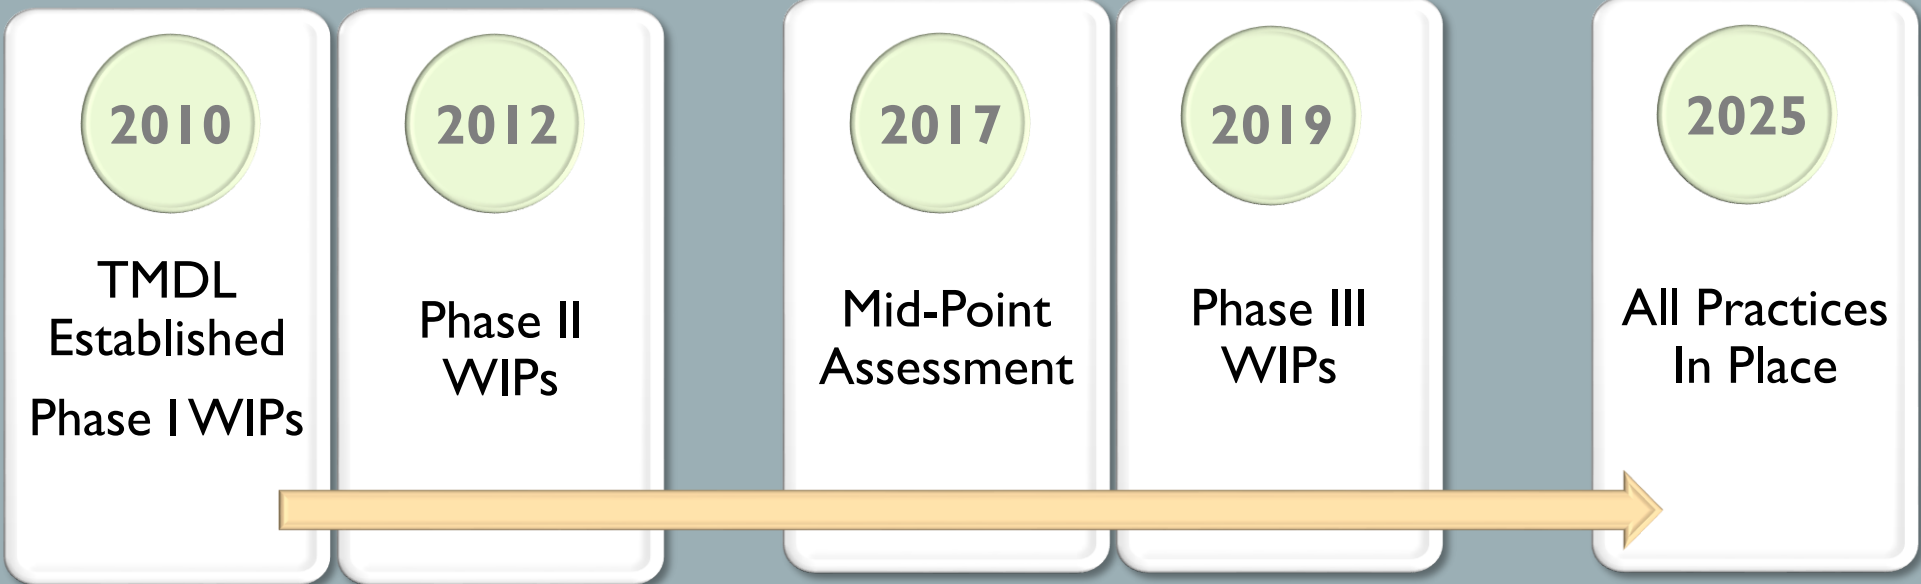 2010
TMDL
Established
Phase I WIPs
2012
Phase II
WIPs
2017
Mid-Point
Assessment
2019
Phase III
WIPs
2025
All Practices
In Place